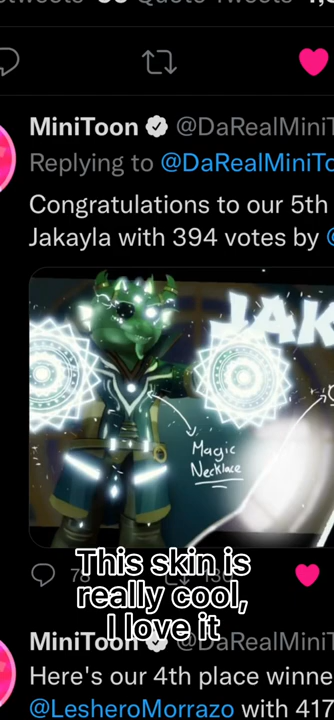 MiniToon @DaRealMiniT
Replying to @DaRealMiniTo
Congratulations to our 5th
Jakayla with 394 votes by @
JAK
Magic
Necklace
78
This skin is
really cool,
I love it
MiniToon @DaRealMiniT
Here's our 4th place winne
@LesheroMorrazo with 417